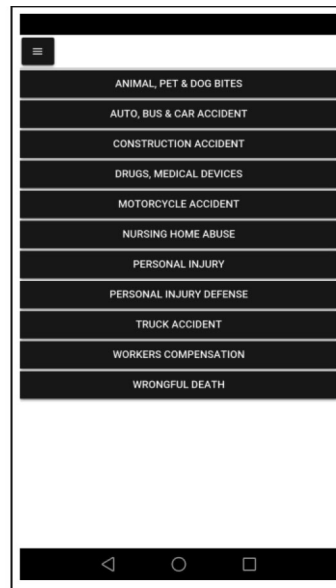 ANIMAL, PET & DOG BITES
AUTO, BUS & CAR ACCIDENT
CONSTRUCTION ACCIDENT
DRUGS, MEDICAL DEVICES
MOTORCYCLE ACCIDENT
NURSING HOME ABUSE
PERSONAL INJURY
PERSONAL INJURY DEFENSE
TRUCK ACCIDENT
WORKERS COMPENSATION
WRONGFUL DEATH